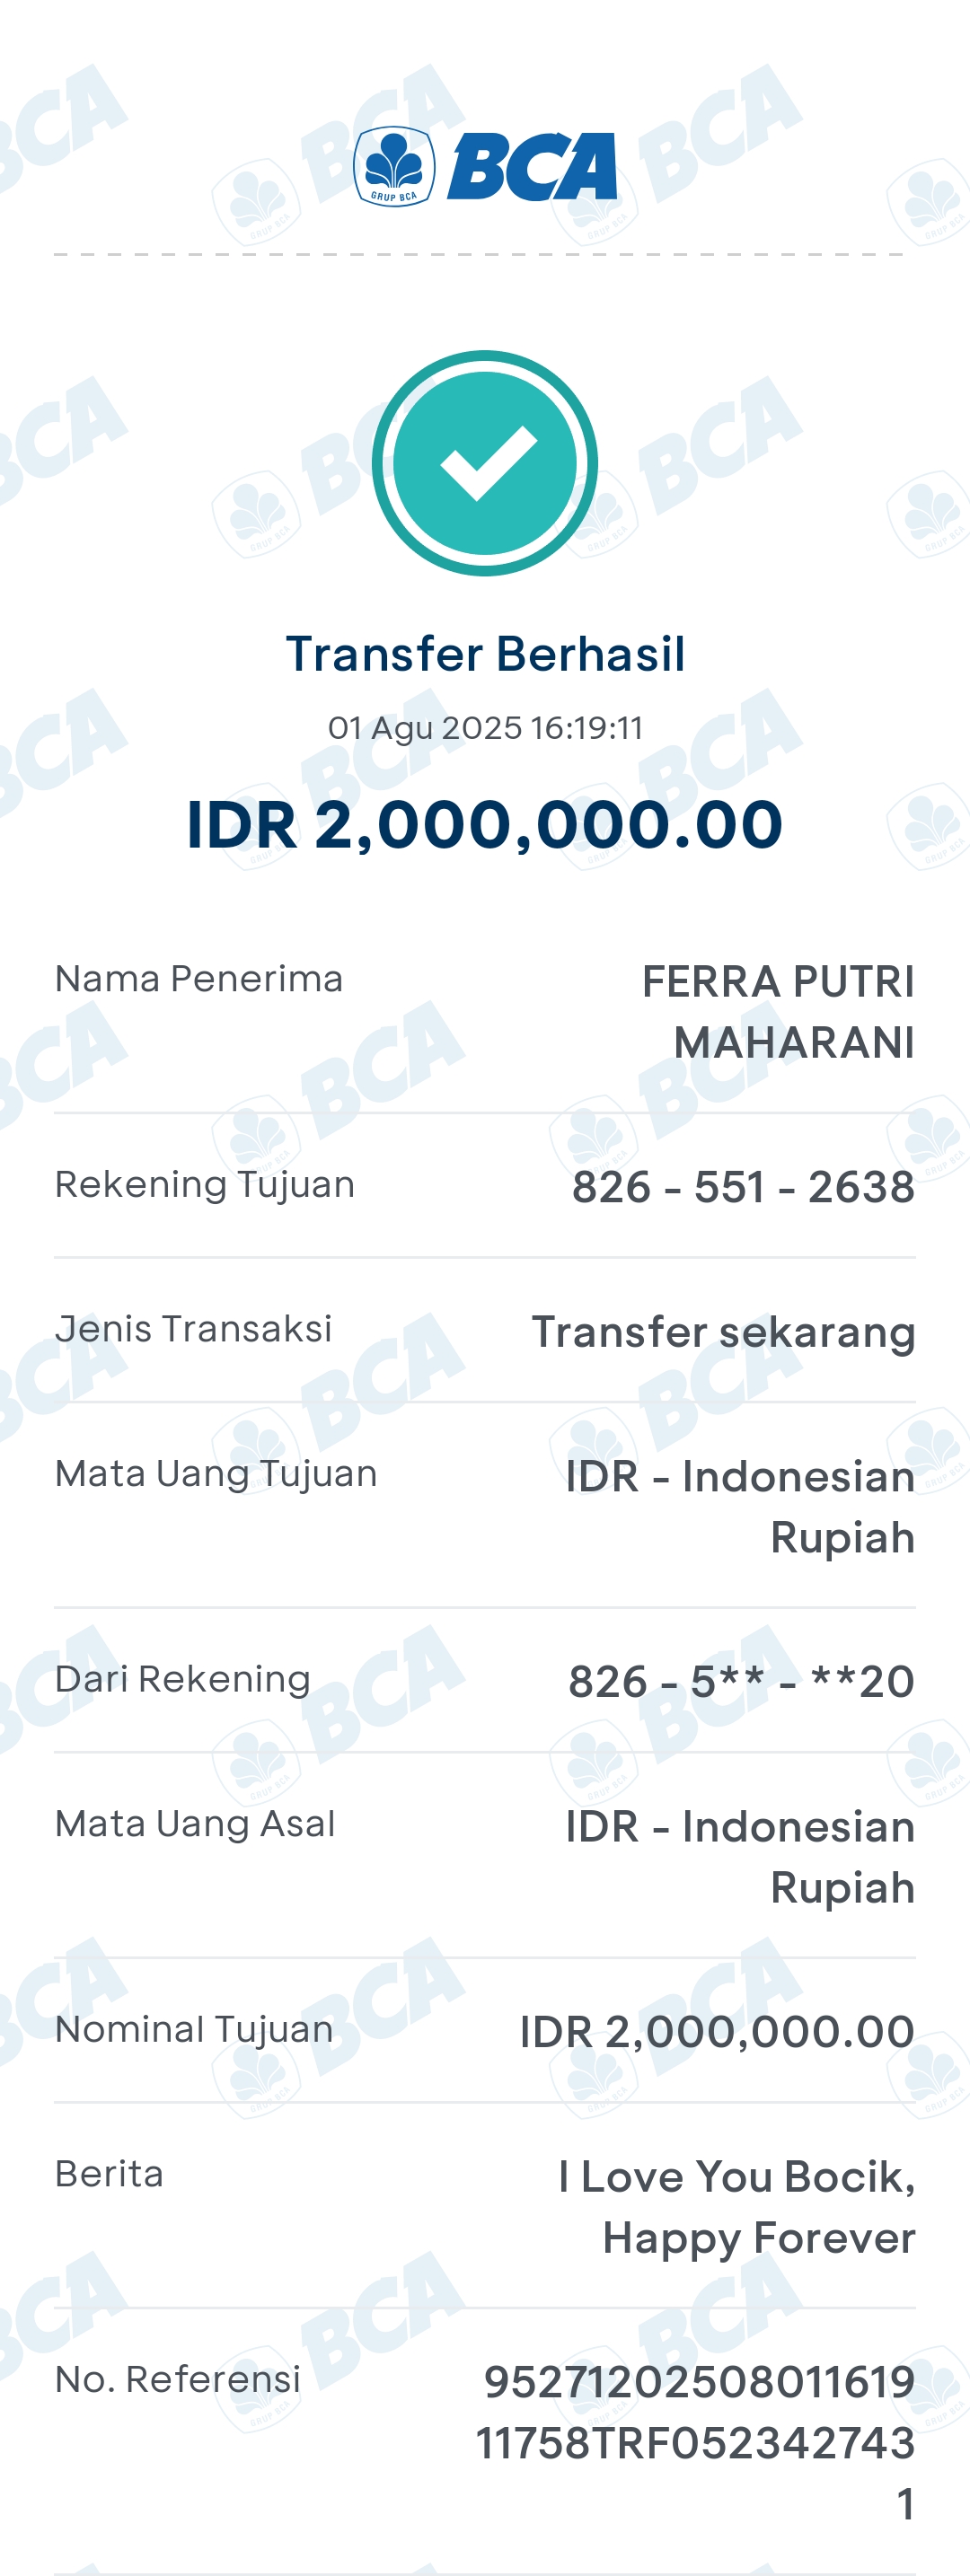 GRUP BCA BCA
Transfer Berhasil
01 Agu 2025 16:19:11
IDR 2,000,000.00
Nama Penerima FERRA PUTRI
MAHARANI
Rekening Tujuan 826 - 551 - 2638
Jenis Transaksi Transfer sekarang
Mata Uang Tujuan IDR - Indonesian
Rupiah
Dari Rekening 826 - 5** - **20
Mata Uang Asal IDR - Indonesian
Rupiah
Nominal Tujuan IDR 2,000,000.00
Berita I Love You Bocik,
Happy Forever
No. Referensi 95271202508011619
11758TRF052342743
1